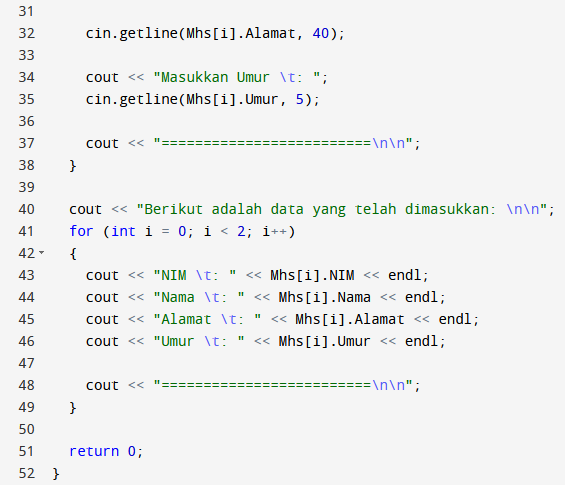 31
32 cin.getline(Mhs[i].Alamat, 40);
33
34 cout << "Masukkan Umur \t: ";
35 cin.getline(Mhs[i].Umur, 5);
36
37 cout << "=========================\n\n";
38 }
39
40 cout << "Berikut adalah data yang telah dimasukkan: \n\n";
41 for (int i = 0; i < 2; i++)
42 {
43 cout << "NIM \t: " << Mhs[i].NIM << endl;
44 cout << "Nama \t: " << Mhs[i].Nama << endl;
45 cout << "Alamat \t: " << Mhs[i].Alamat << endl;
46 cout << "Umur \t: " << Mhs[i].Umur << endl;
47
48 cout << "=========================\n\n";
49 }
50
51 return 0;
52 }